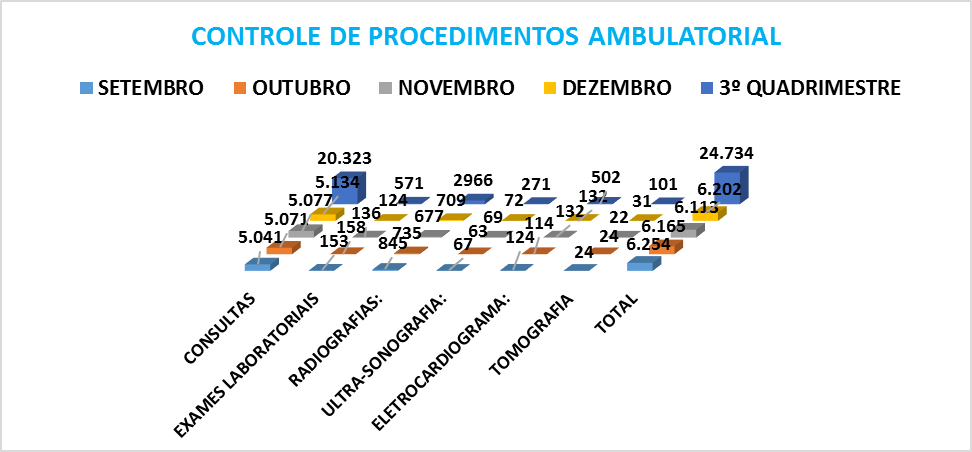 CONTROLE DE PROCEDIMENTOS AMBULATORIAL
SETEMBRO OUTUBRO NOVEMBRO DEZEMBRO 3º QUADRIMESTRE
20.323 571 2966 271 502 101 24.734
5.134 124 709 72 132 31 6.202
5.077 136 677 69 132 22 6.113
5.071 158 735 63 114 24 6.165
5.041 153 845 67 124 24 6.254
CONSULTAS
EXAMES LABORATORIAIS
RADIOGRAFIAS:
ULTRA-SONOGRAFIA:
ELETROCARDIOGRAMA:
TOMOGRAFIA
TOTAL